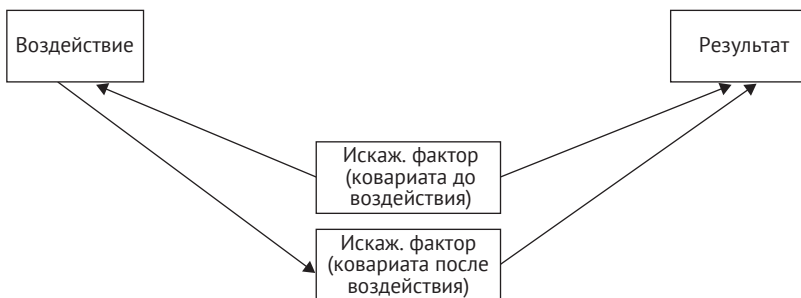 Воздействие
Результат
Искаж. фактор
(ковариата до
воздействия)
Искаж. фактор
(ковариата после
воздействия)